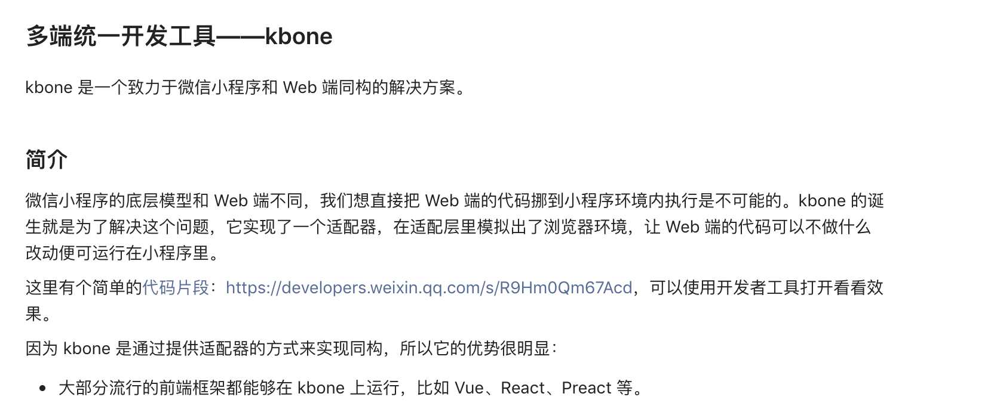 多端统一开发工具——kbone
kbone 是一个致力于微信小程序和 Web 端同构的解决方案。
简介
微信小程序的底层模型和 Web 端不同，我们想直接把 Web 端的代码挪到小程序环境内执行是不可能的。kbone 的诞
生就是为了解决这个问题，它实现了一个适配器，在适配层里模拟出了浏览器环境，让 Web 端的代码可以不做什么
改动便可运行在小程序里。
这里有个简单的代码片段：https://developers.weixin.qq.com/s/R9Hm0Qm67Acd，可以使用开发者工具打开看看效
果。
因为 kbone 是通过提供适配器的方式来实现同构，所以它的优势很明显：
• 大部分流行的前端框架都能够在 kbone 上运行，比如 Vue、React、Preact 等。